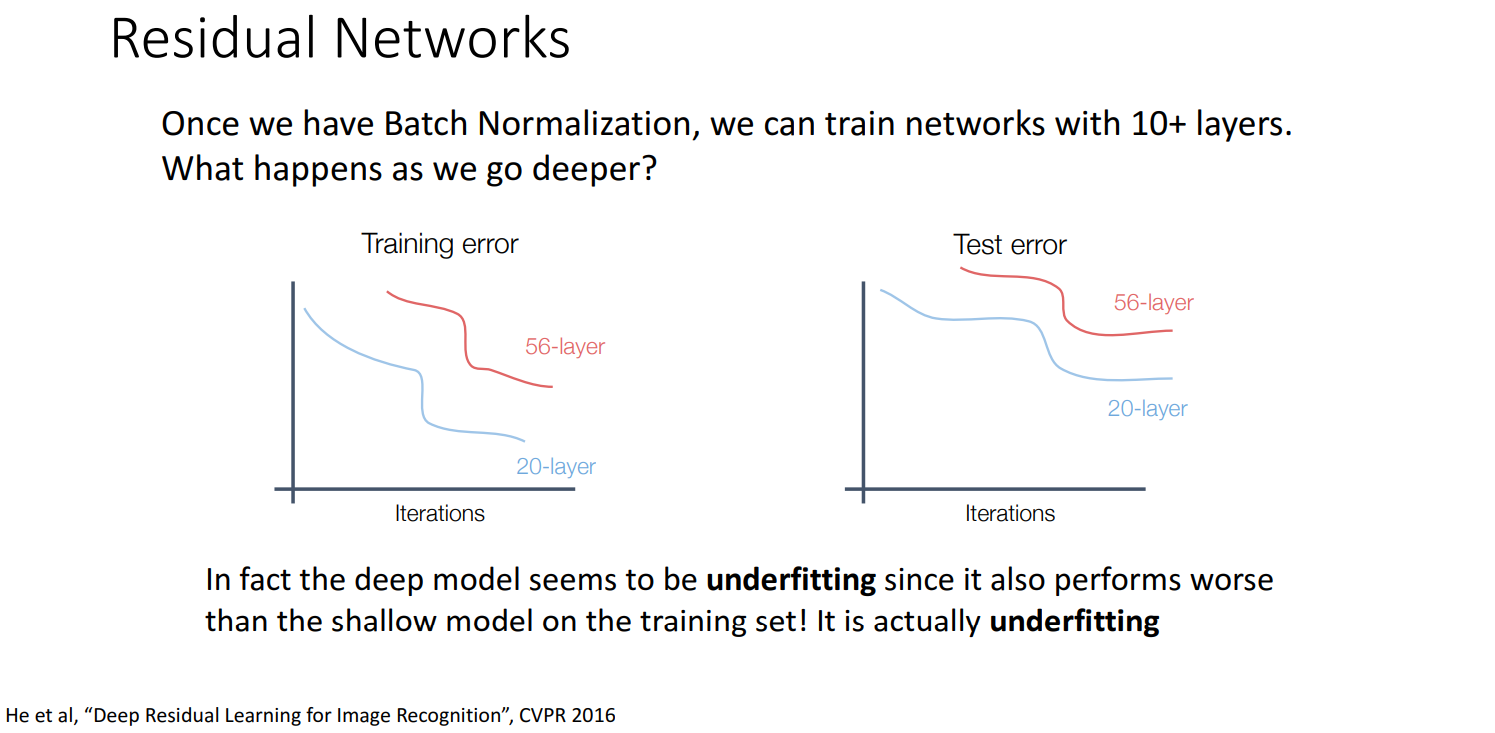 Residual Networks
Once we have Batch Normalization, we can train networks with 10+ layers.
What happens as we go deeper?
Training error
Test error
56-layer
20-layer
Iterations
56-layer
20-layer
Iterations
In fact the deep model seems to be underfitting since it also performs worse
than the shallow model on the training set! It is actually underfitting
He et al, “Deep Residual Learning for Image Recognition”, CVPR 2016